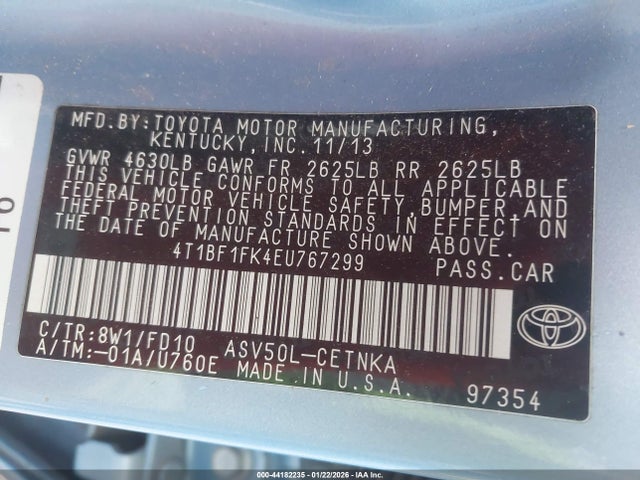 MFD.BY:TOYOTA MOTOR MANUFACTURING,
KENTUCKY,INC.11/13
GVWR 4630LB GAWR FR 2625LB RR 2625LB
THIS VEHICLE CONFORMS TO ALL APPLICABLE
FEDERAL MOTOR VEHICLE SAFETY,BUMPER,AND
THEFT PREVENTION STANDARDS IN EFFECT ON
THE DATE OF MANUFACTURE SHOWN ABOVE.
4T1BF1FK4EU767299 PASS.CAR
C/TR:8W1/FD10 ASV50L-CETNKA
A/TM:-01A/U760E MADE IN U.S.A.
97354
16
000-44182235 - 01/22/2026 - IAA Inc.